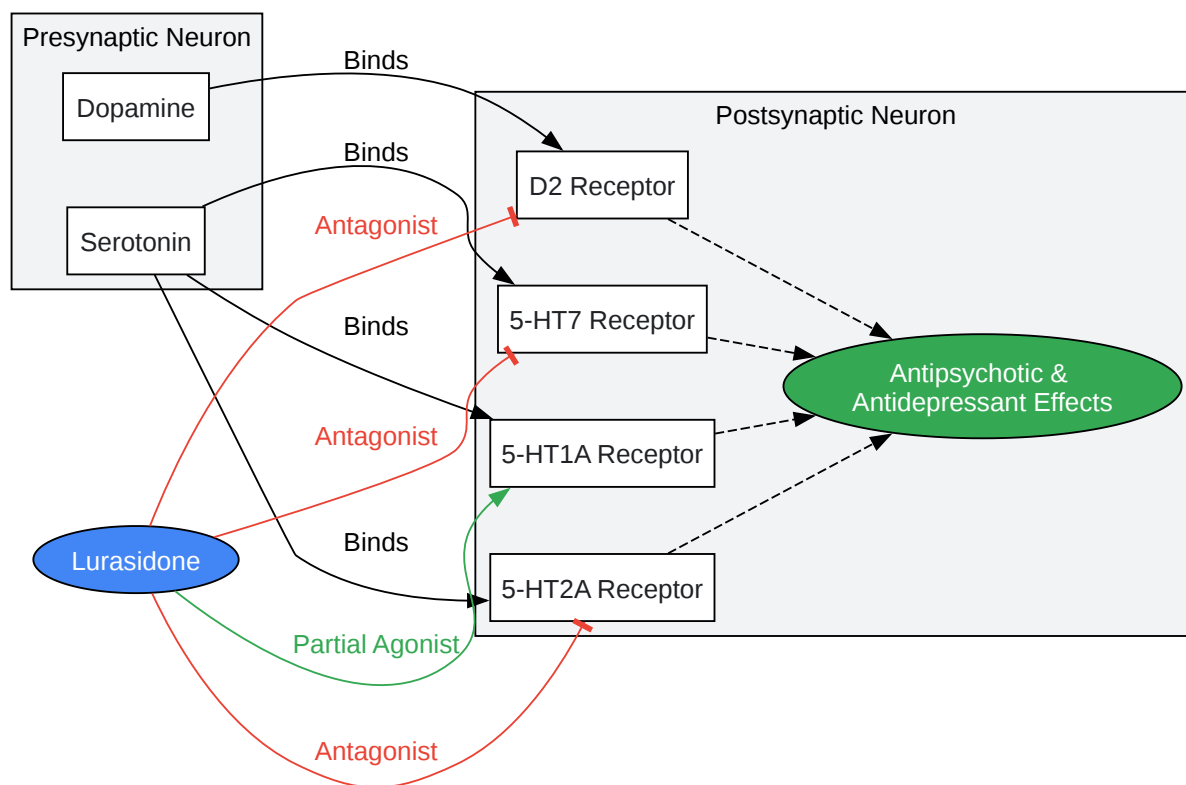 Presynaptic Neuron
Dopamine
Serotonin
Binds
Binds
Antagonist
Binds
Antagonist
Binds
Lurasidone
Partial Agonist
Antagonist
Postsynaptic Neuron
D2 Receptor
5-HT7 Receptor
5-HT1A Receptor
5-HT2A Receptor
Antipsychotic &
Antidepressant Effects